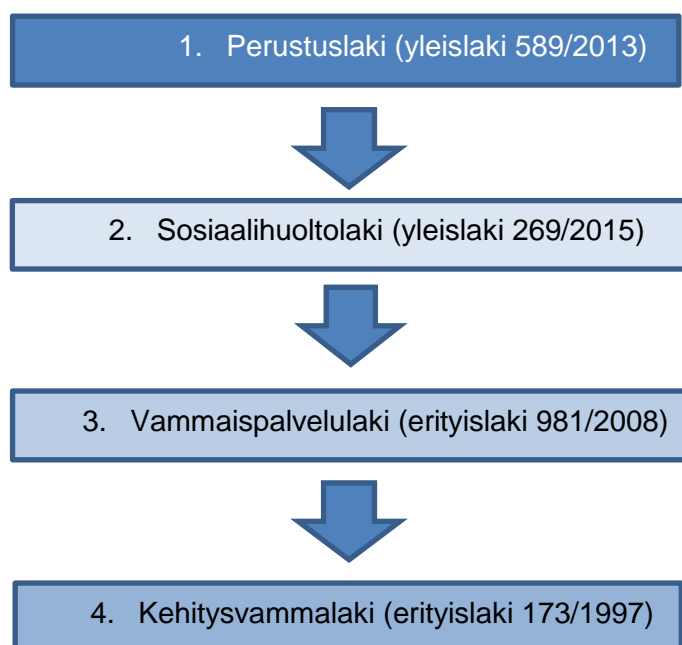 1. Perustuslaki (yleislaki 589/2013)
2. Sosiaalihuoltolaki (yleislaki 269/2015)
3. Vammaispalvelulaki (erityislaki 981/2008)
4. Kehitysvammalaki (erityislaki 173/1997)